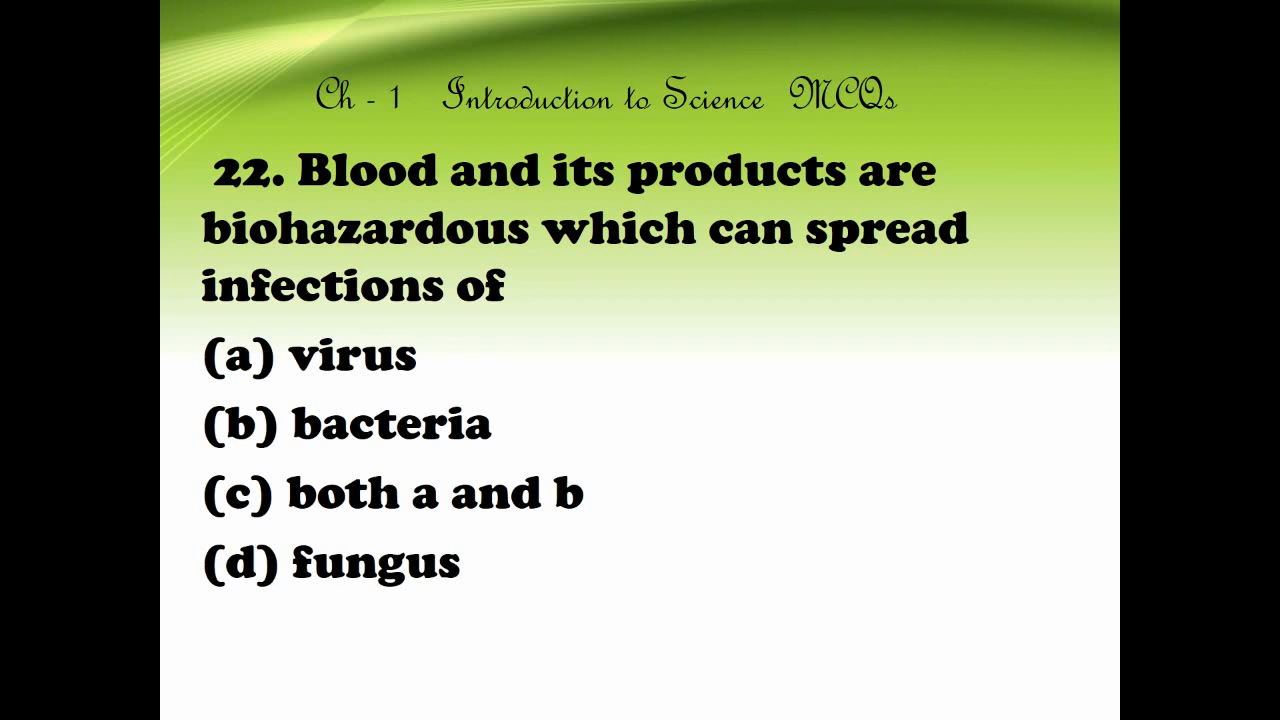 Ch - 1 Introduction to Science MCQs
22. Blood and its products are
biohazardous which can spread
infections of
(a) virus
(b) bacteria
(c) both a and b
(d) fungus